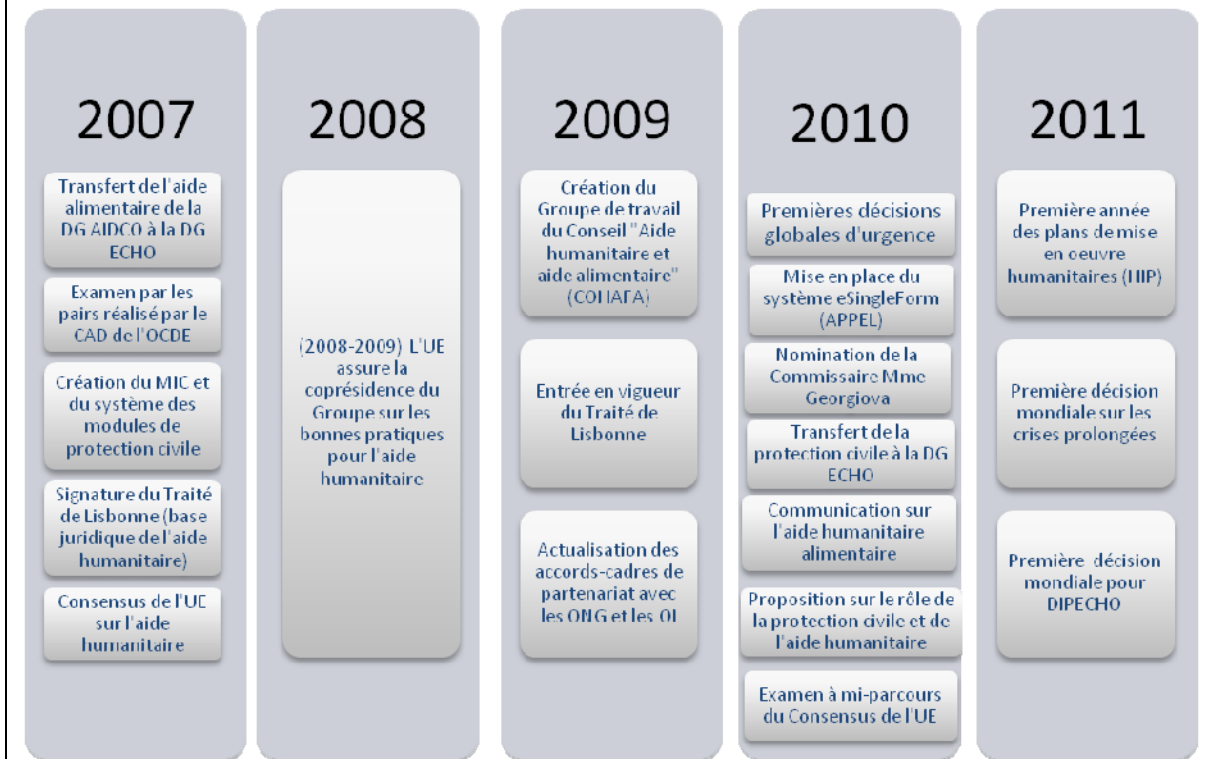 2007
Transfert de l'aide
alimentaire de la
DG AIDCO à la DG
ECHO
Examen par les
pairs réalisé par le
CAD de l'OCDE
Création du MIC et
du système des
modules de
protection civile
Signature du Traité
de Lisbonne (base
juridique de l'aide
humanitaire)
Consensus de l'UE
sur l'aide
humanitaire
2008
(2008-2009) L'UE
assure la
coprésidence du
Groupe sur les
bonnes pratiques
pour l'aide
humanitaire
2009
Création du
Groupe de travail
du Conseil "Aide
humanitaire et
aide alimentaire"
(COHAFA)
Entrée en vigueur
du Traité de
Lisbonne
Actualisation des
accords-cadres de
partenariat avec
les ONG et les OI
2010
Premières décisions
globales d'urgence
Mise en place du
système eSingleForm
(APPEL)
Nomination de la
Commissaire Mme
Georgiova
Transfert de la
protection civile à la DG
ECHO
Communication sur
l'aide humanitaire
alimentaire
Proposition sur le rôle de
la protection civile et de
l'aide humanitaire
Examen à mi-parcours
du Consensus de l'UE
2011
Première année
des plans de mise
en oeuvre
humanitaires (HIP)
Première décision
mondiale sur les
crises prolongées
Première décision
mondiale pour
DIPECHO